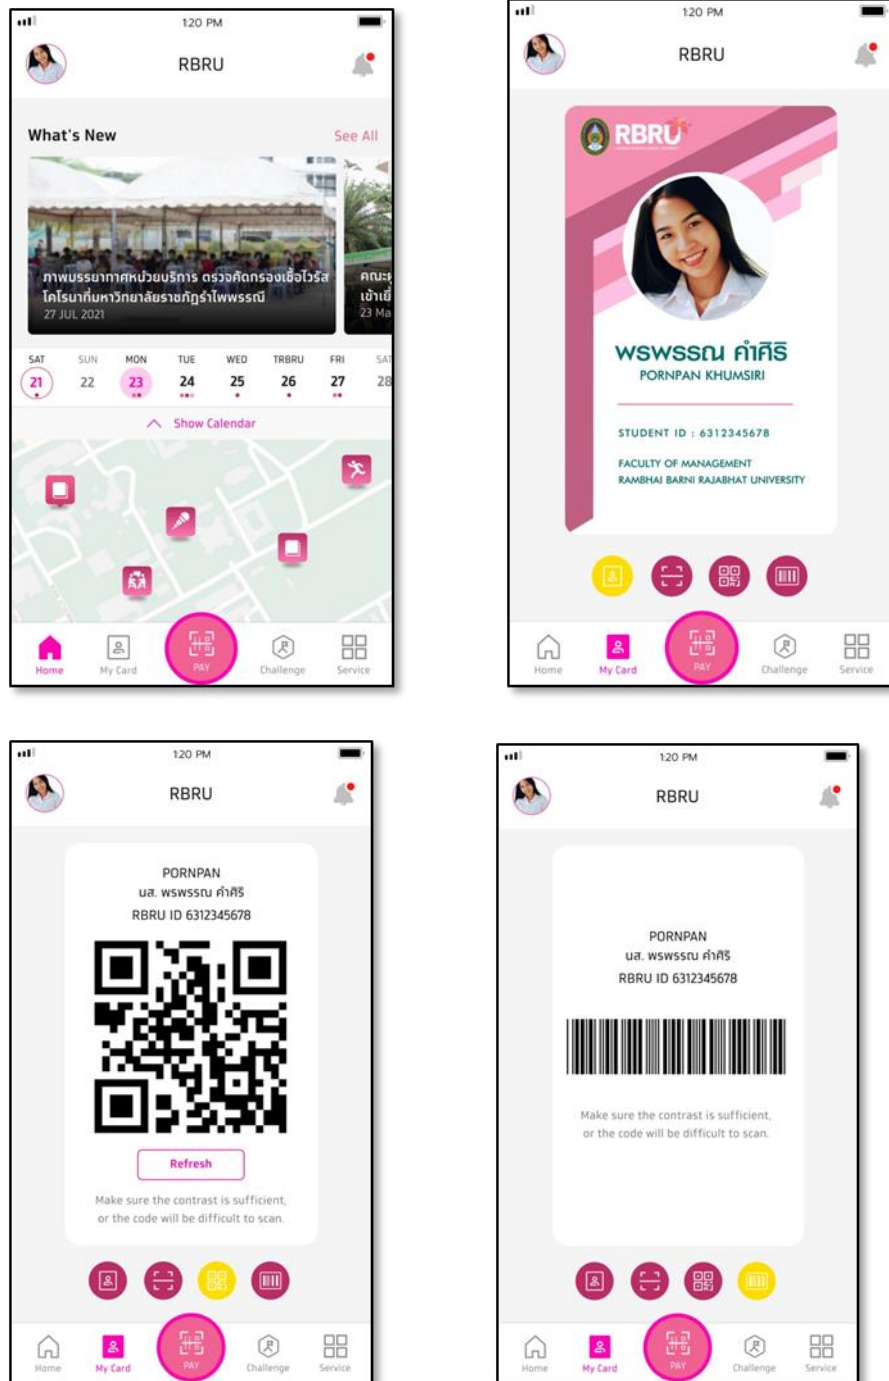 1:20 PM
RBRU
What's New
See All
ภาพบรรยากาศหน่วยบริการ ตรวจคัดกรองเชื้อไวรัส
โคโรนาที่มหาวิทยาลัยราชภัฏรำไพพรรณี
27 JUL 2021
คณะผ
เข้าเยี่
23 Ma
SAT SUN MON TUE WED TRBRU FRI SAT
21 22 23 24 25 26 27 28
Show Calendar
Home My Card PAY Challenge Service
1:20 PM
RBRU
RBRU
พรพรรณ คำศิริ
PORNPAN KHUMSIRI
STUDENT ID : 6312345678
FACULTY OF MANAGEMENT
RAMBHAI BARNI RAJABHAT UNIVERSITY
Home My Card PAY Challenge Service
1:20 PM
RBRU
PORNPAN
นส. พรพรรณ คำศิริ
RBRU ID 6312345678
Refresh
Make sure the contrast is sufficient,
or the code will be difficult to scan.
Home My Card PAY Challenge Service
1:20 PM
RBRU
PORNPAN
นส. พรพรรณ คำศิริ
RBRU ID 6312345678
Make sure the contrast is sufficient,
or the code will be difficult to scan.
Home My Card PAY Challenge Service